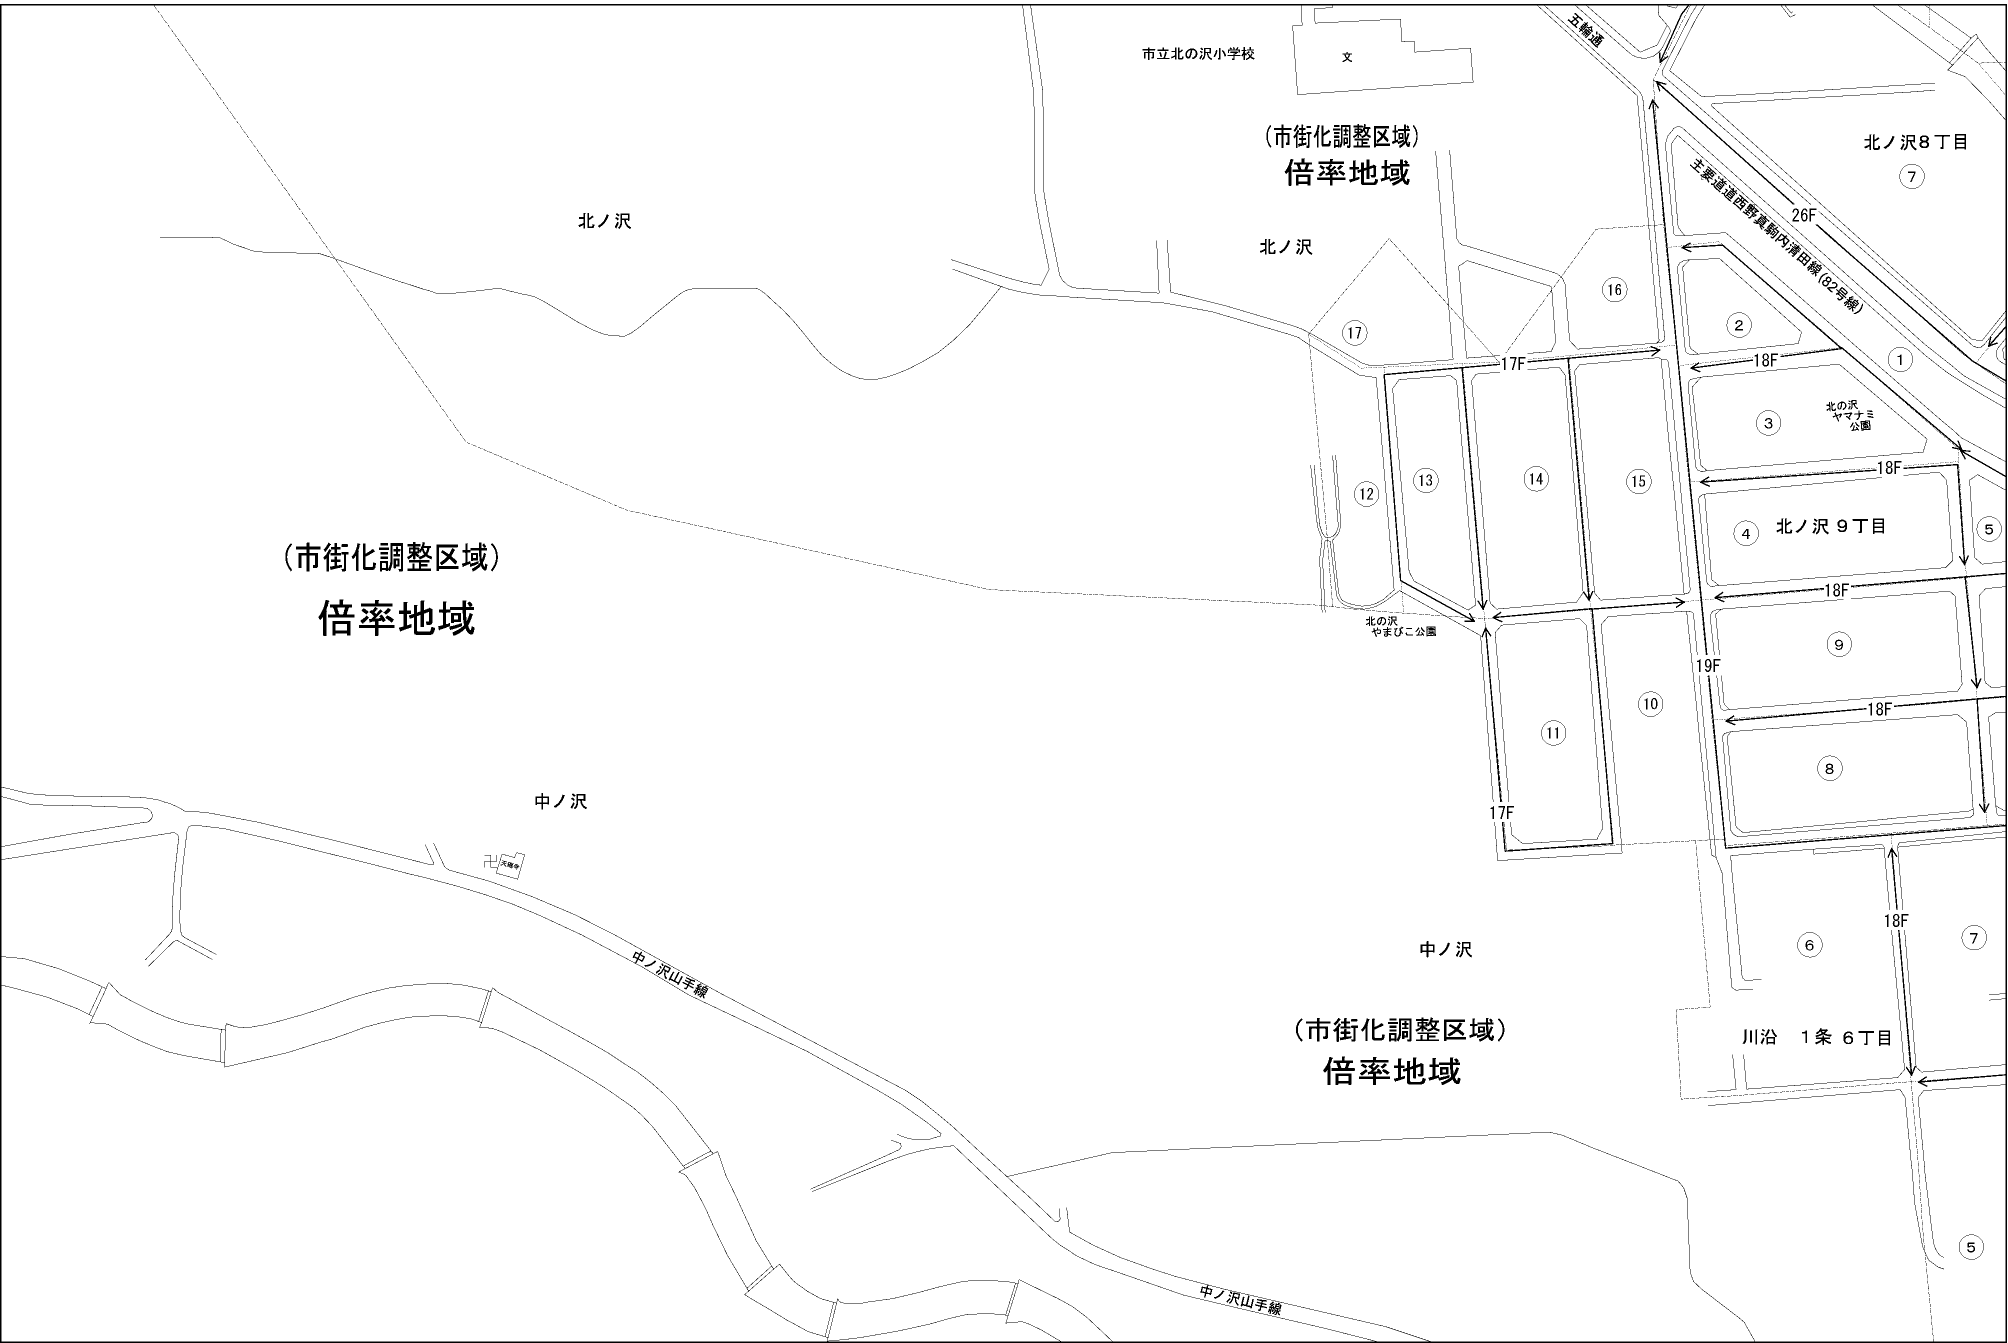 五輪通
市立北の沢小学校
文
（市街化調整区域）
倍率地域
北ノ沢８丁目
7
主要道道西野真駒内清田線(82号線)
26F
北ノ沢
北ノ沢
16
17
2
1
17F
18F
3
北の沢
ヤマナミ
公園
18F
12
13
14
15
4
北ノ沢９丁目
5
（市街化調整区域）
倍率地域
18F
北の沢
やまびこ公園
9
19F
10
18F
11
8
中ノ沢
17F
18F
中ノ沢
6
7
中ノ沢山手線
（市街化調整区域）
倍率地域
川沿　１条６丁目
5
中ノ沢山手線